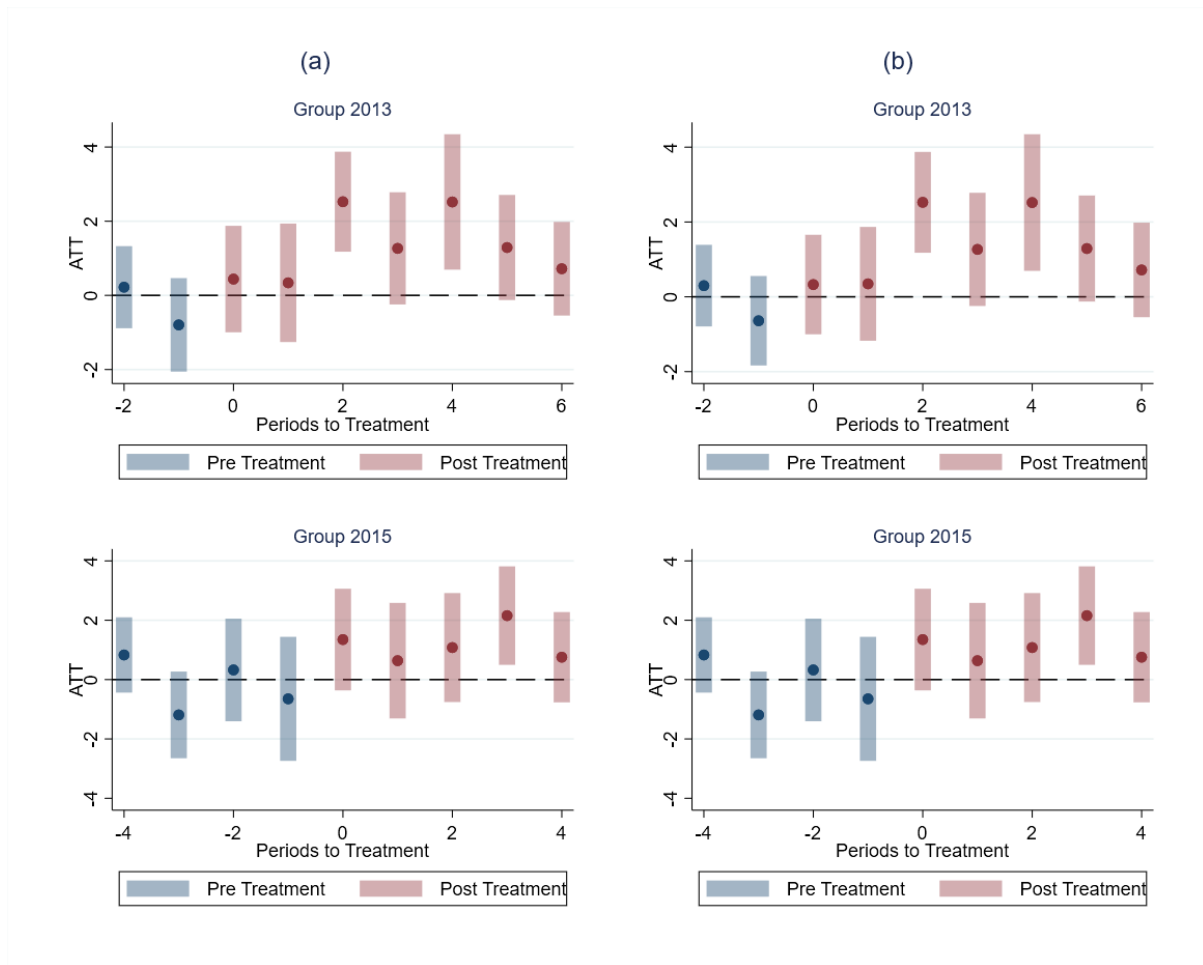 (a)
(b)
Group 2013
ATT
4
2
0
-2
-2
0
2
4
6
Periods to Treatment
Pre Treatment
Post Treatment
Group 2013
ATT
4
2
0
-2
-2
0
2
4
6
Periods to Treatment
Pre Treatment
Post Treatment
Group 2015
ATT
4
2
0
-2
-4
-4
-2
0
2
4
Periods to Treatment
Pre Treatment
Post Treatment
Group 2015
ATT
4
2
0
-2
-4
-4
-2
0
2
4
Periods to Treatment
Pre Treatment
Post Treatment